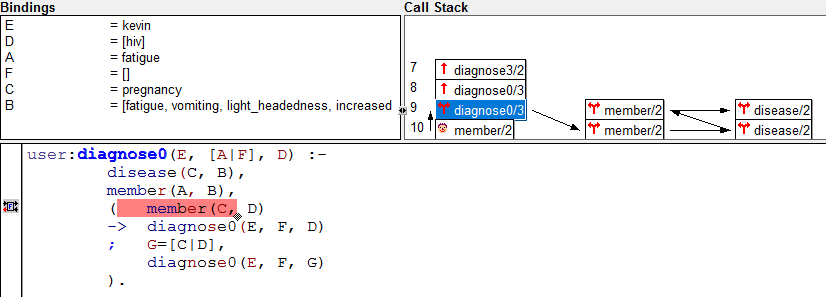 Bindings
E = kevin
D = [hiv]
A = fatigue
F = []
C = pregnancy
B = [fatigue, vomiting, light_headedness, increased
Call Stack
7 diagnose3/2
8 diagnose0/3
9 diagnose0/3 member/2 disease/2
10 member/2 member/2 disease/2
user:diagnose0(E, [A|F], D) :-
disease(C, B),
member(A, B),
( member(C, D)
-> diagnose0(E, F, D)
; G=[C|D],
diagnose0(E, F, G)
).